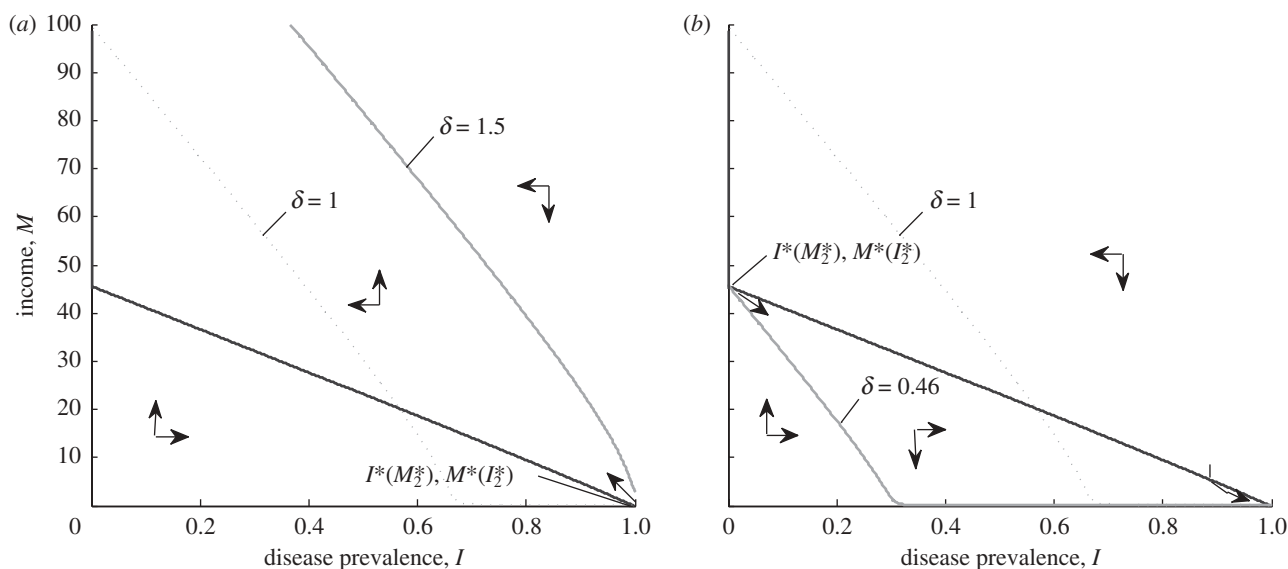 (a)
100
90
80
70
60
50
40
30
20
10
0
0.2
0.4
0.6
0.8
1.0
income, M
disease prevalence, I
δ = 1.5
δ = 1
I*(M₂*), M*(I₂*)
(b)
0
0.2
0.4
0.6
0.8
1.0
disease prevalence, I
δ = 1
I*(M₂*), M*(I₂*)
δ = 0.46